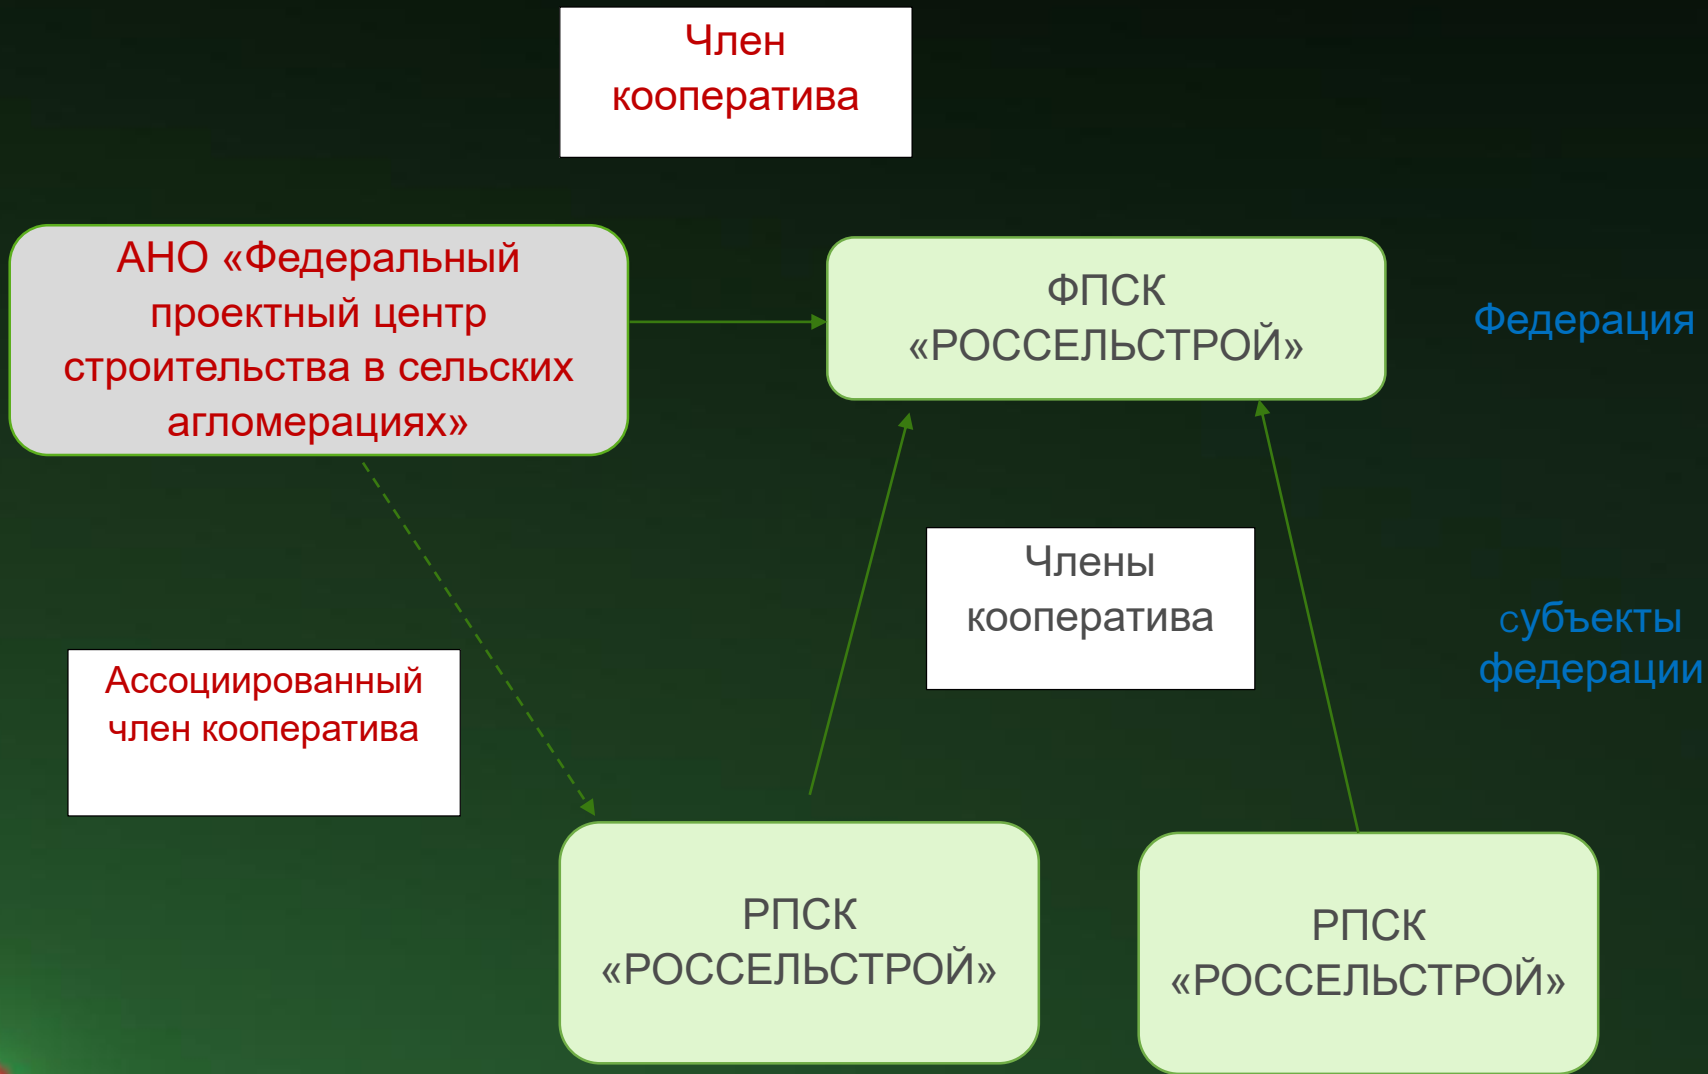 Член
кооператива
АНО «Федеральный
проектный центр
строительства в сельских
агломерациях»
ФПСК
«РОССЕЛЬСТРОЙ»
Федерация
Члены
кооператива
субъекты
федерации
Ассоциированный
член кооператива
РПСК
«РОССЕЛЬСТРОЙ»
РПСК
«РОССЕЛЬСТРОЙ»